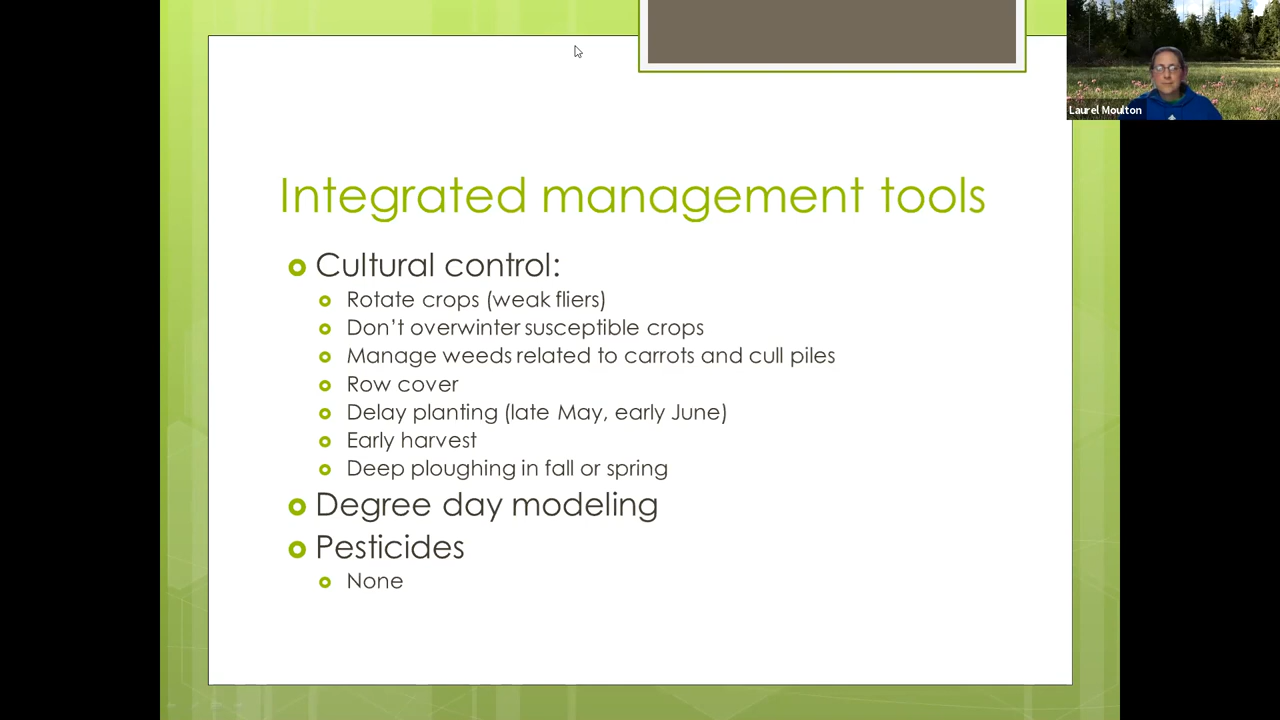 Laurel Moulton
Integrated management tools
Cultural control:
Rotate crops (weak fliers)
Don't overwinter susceptible crops
Manage weeds related to carrots and cull piles
Row cover
Delay planting (late May, early June)
Early harvest
Deep ploughing in fall or spring
Degree day modeling
Pesticides
None